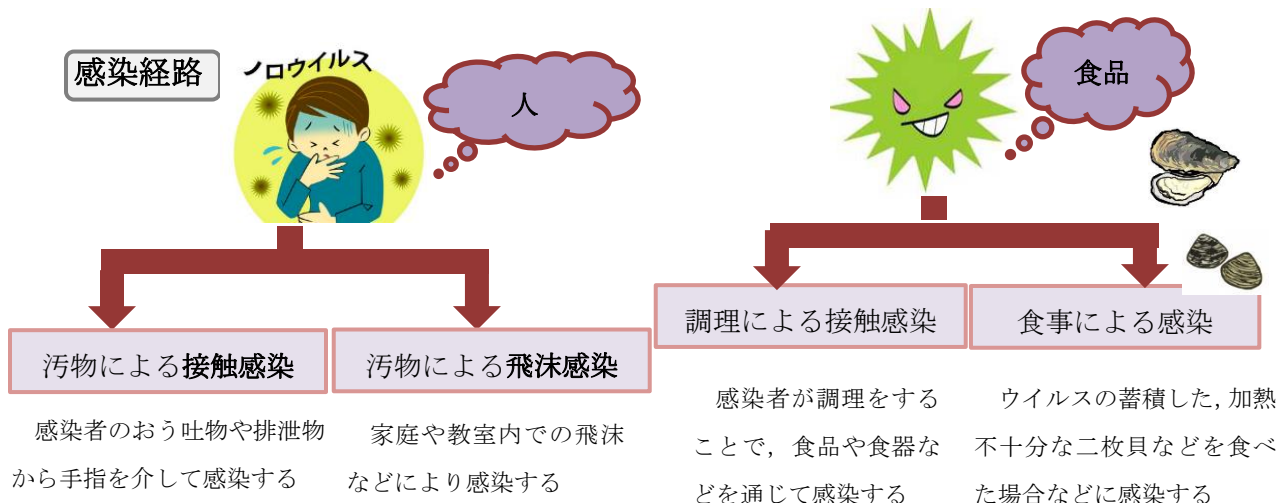 感染経路
ノロウイルス
人
食品
汚物による接触感染
感染者のおう吐物や排泄物
から手指を介して感染する
汚物による飛沫感染
家庭や教室内での飛沫
などにより感染する
調理による接触感染
感染者が調理をする
ことで，食品や食器な
どを通じて感染する
食事による感染
ウイルスの蓄積した，加熱
不十分な二枚貝などを食べ
た場合などに感染する